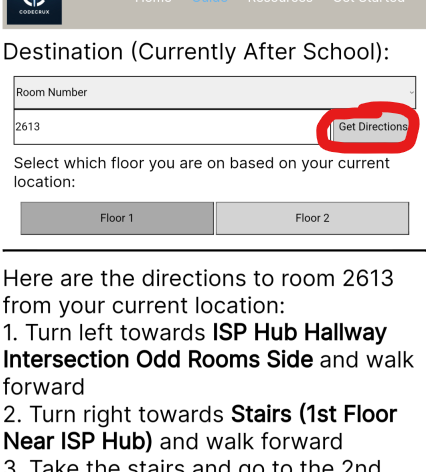 CODECRUX
Home Guide Resources Get Started
Destination (Currently After School):
Room Number
2613
Get Directions
Select which floor you are on based on your current
location:
Floor 1
Floor 2
Here are the directions to room 2613
from your current location:
1. Turn left towards ISP Hub Hallway
Intersection Odd Rooms Side and walk
forward
2. Turn right towards Stairs (1st Floor
Near ISP Hub) and walk forward
3. Take the stairs and go to the 2nd